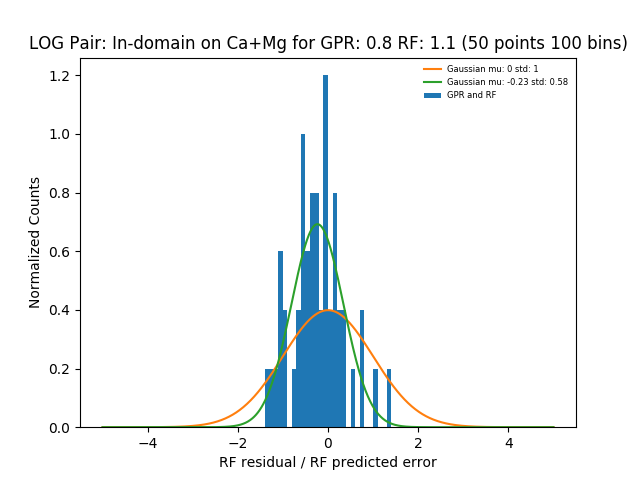 LOG Pair: In-domain on Ca+Mg for GPR: 0.8 RF: 1.1 (50 points 100 bins)
Gaussian mu: 0 std: 1
Gaussian mu: -0.23 std: 0.58
GPR and RF
Normalized Counts
1.2
1.0
0.8
0.6
0.4
0.2
0.0
−4
−2
0
2
4
RF residual / RF predicted error